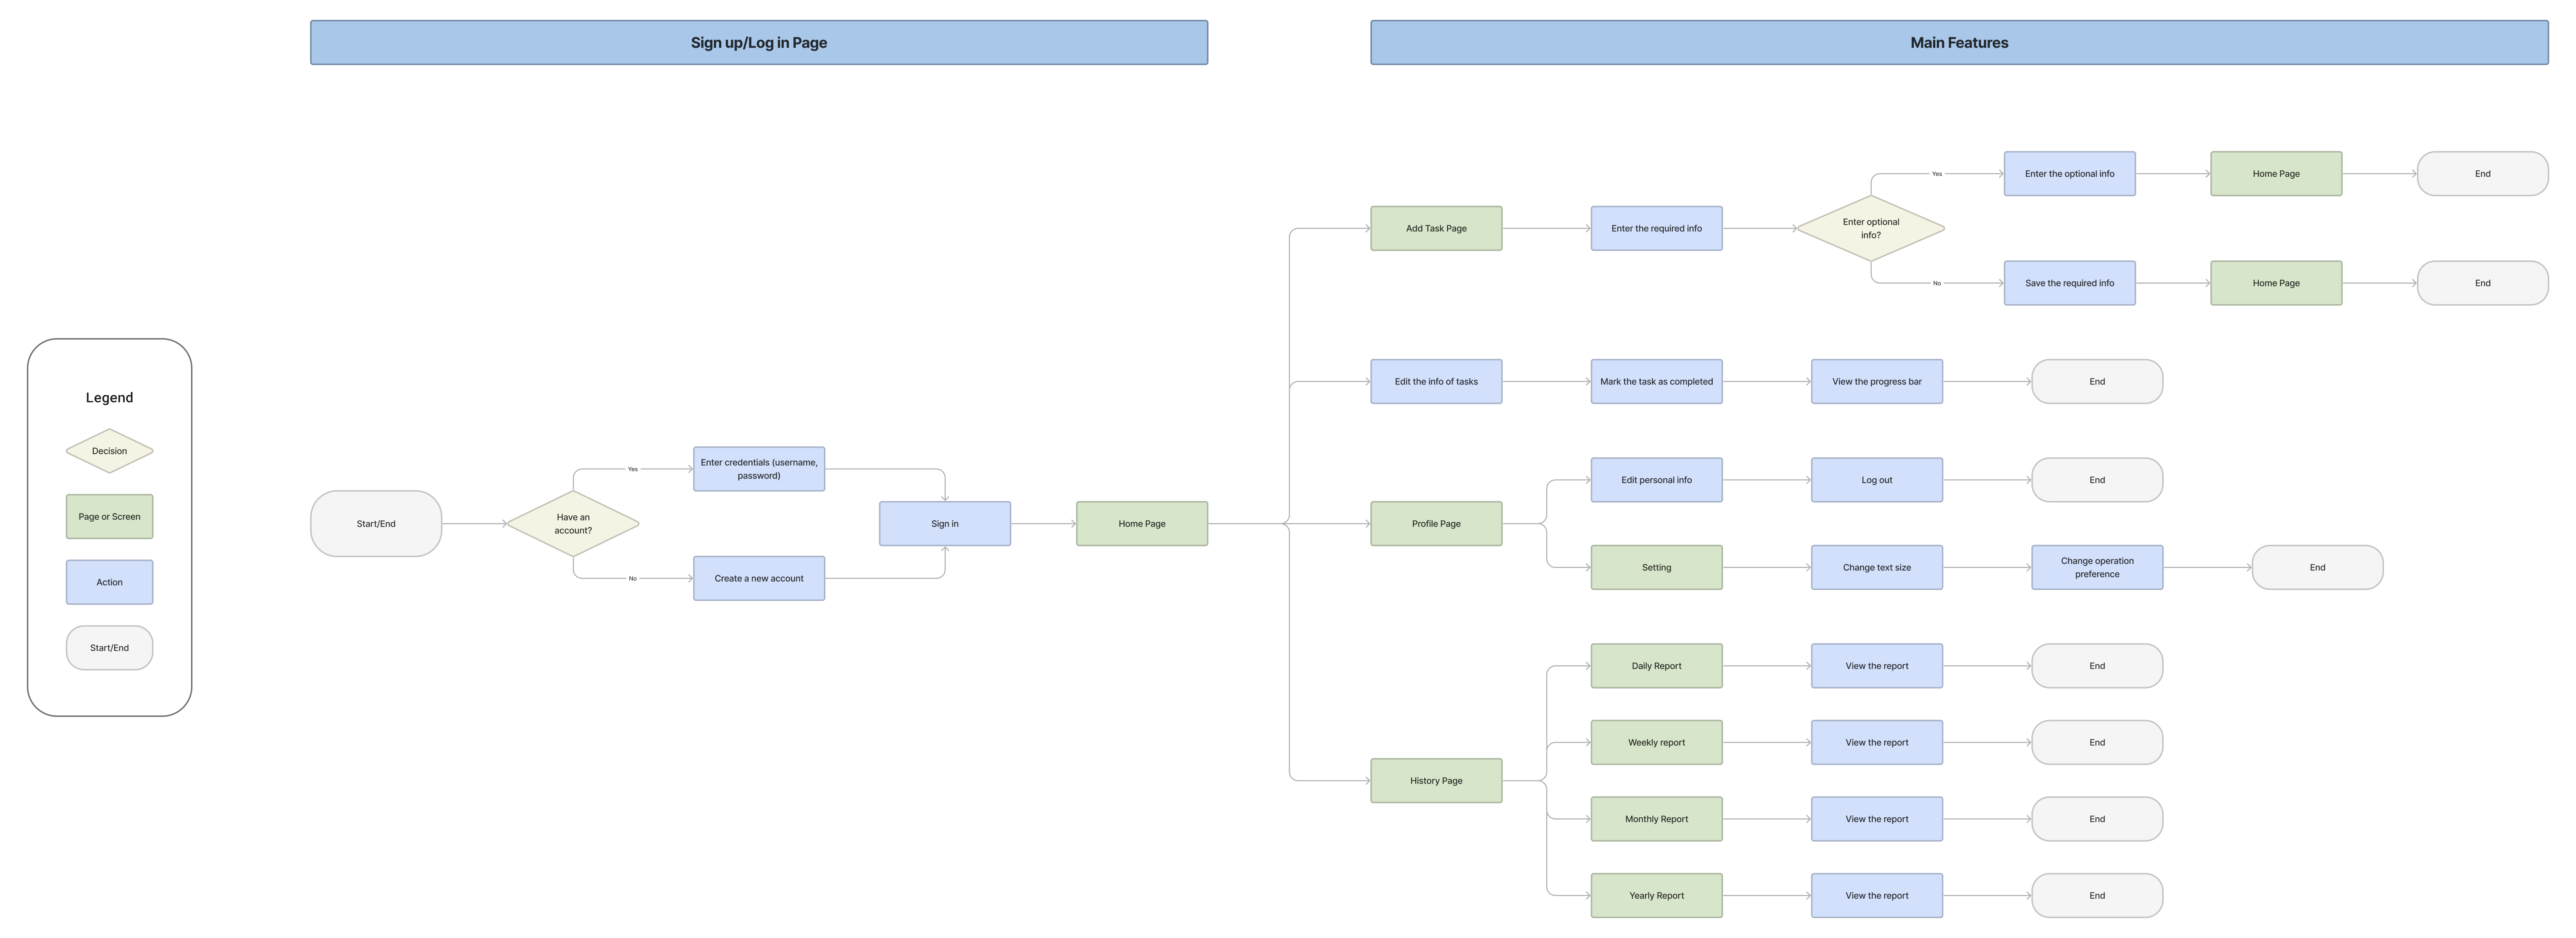 Sign up/Log in Page
Main Features
Legend
Decision
Page or Screen
Action
Start/End
Start/End
Have an
account?
Yes
Enter credentials (username,
password)
No
Create a new account
Sign in
Home Page
Add Task Page
Enter the required info
Enter optional
info?
Yes
Enter the optional info
Home Page
End
No
Save the required info
Home Page
End
Edit the info of tasks
Mark the task as completed
View the progress bar
End
Profile Page
Edit personal info
Log out
End
Setting
Change text size
Change operation
preference
End
History Page
Daily Report
View the report
End
Weekly report
View the report
End
Monthly Report
View the report
End
Yearly Report
View the report
End